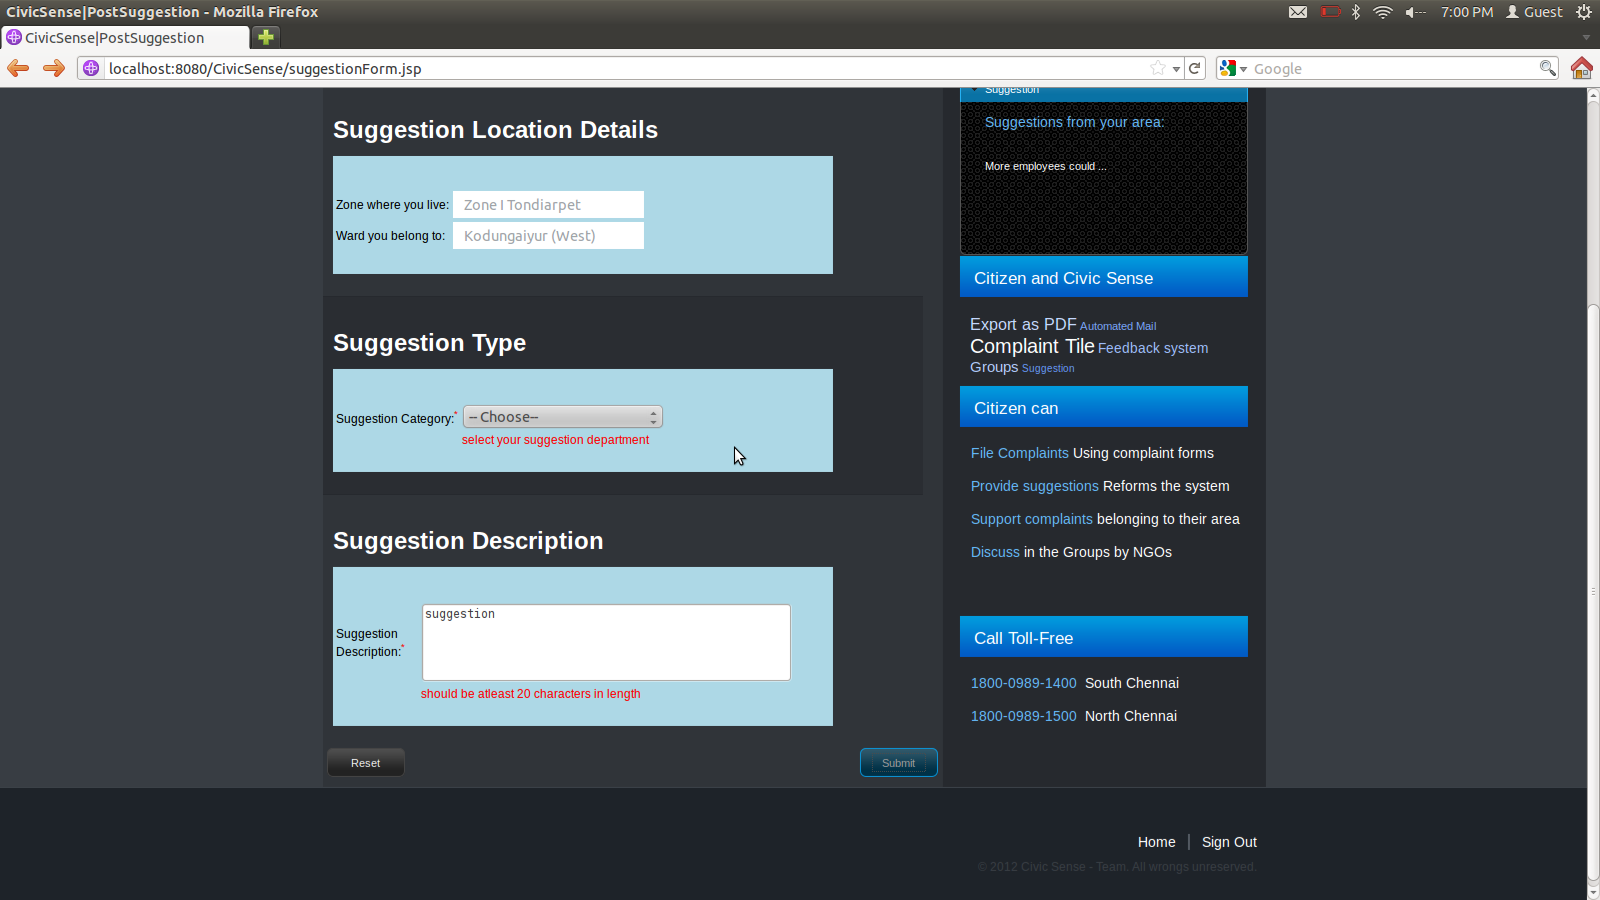 CivicSense|PostSuggestion - Mozilla Firefox
7:00 PM Guest
CivicSense|PostSuggestion
localhost:8080/CivicSense/suggestionForm.jsp
Google
Suggestion Location Details
Zone where you live: Zone I Tondiarpet
Ward you belong to: Kodungaiyur (West)
Suggestion Type
Suggestion Category:* -- Choose--
select your suggestion department
Suggestion Description
Suggestion
Description:*
suggestion
should be atleast 20 characters in length
Reset
Submit
Suggestion
Suggestions from your area:
More employees could ...
Citizen and Civic Sense
Export as PDF Automated Mail
Complaint Tile Feedback system
Groups Suggestion
Citizen can
File Complaints Using complaint forms
Provide suggestions Reforms the system
Support complaints belonging to their area
Discuss in the Groups by NGOs
Call Toll-Free
1800-0989-1400 South Chennai
1800-0989-1500 North Chennai
Home | Sign Out
© 2012 Civic Sense - Team. All wrongs unreserved.